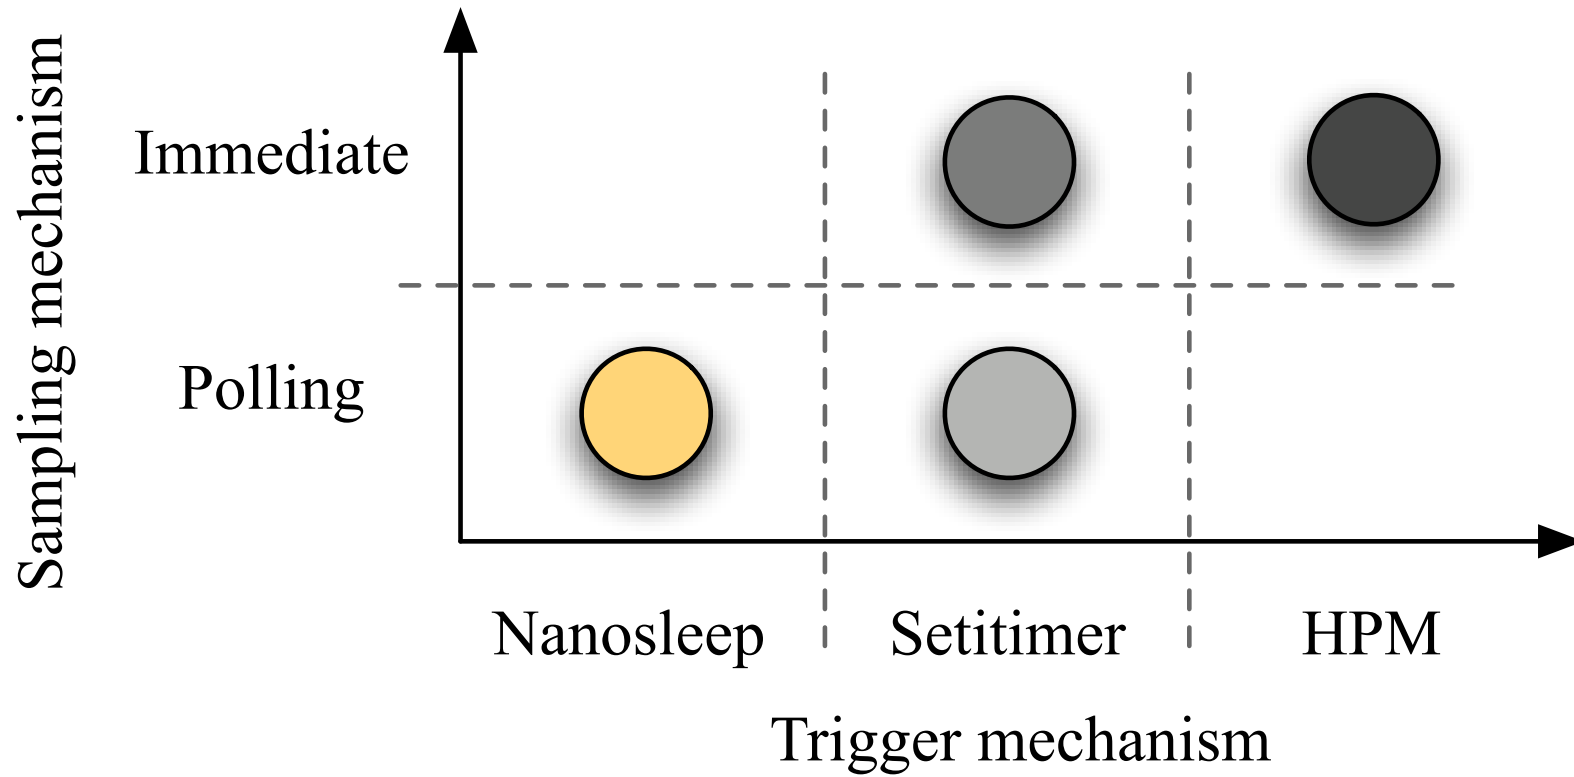 Sampling mechanism
Immediate
Polling
Nanosleep
Setitimer
HPM
Trigger mechanism